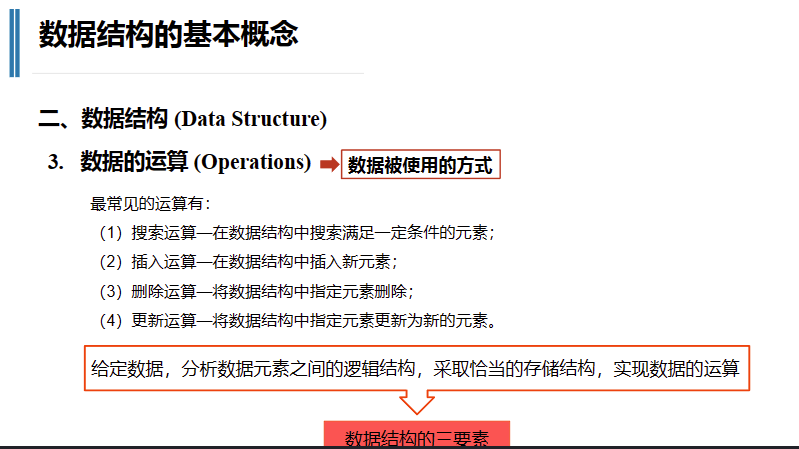 数据结构的基本概念
二、数据结构 (Data Structure)
3. 数据的运算 (Operations) 数据被使用的方式
最常见的运算有：
（1）搜索运算—在数据结构中搜索满足一定条件的元素；
（2）插入运算—在数据结构中插入新元素；
（3）删除运算—将数据结构中指定元素删除；
（4）更新运算—将数据结构中指定元素更新为新的元素。
给定数据，分析数据元素之间的逻辑结构，采取恰当的存储结构，实现数据的运算
数据结构的三要素